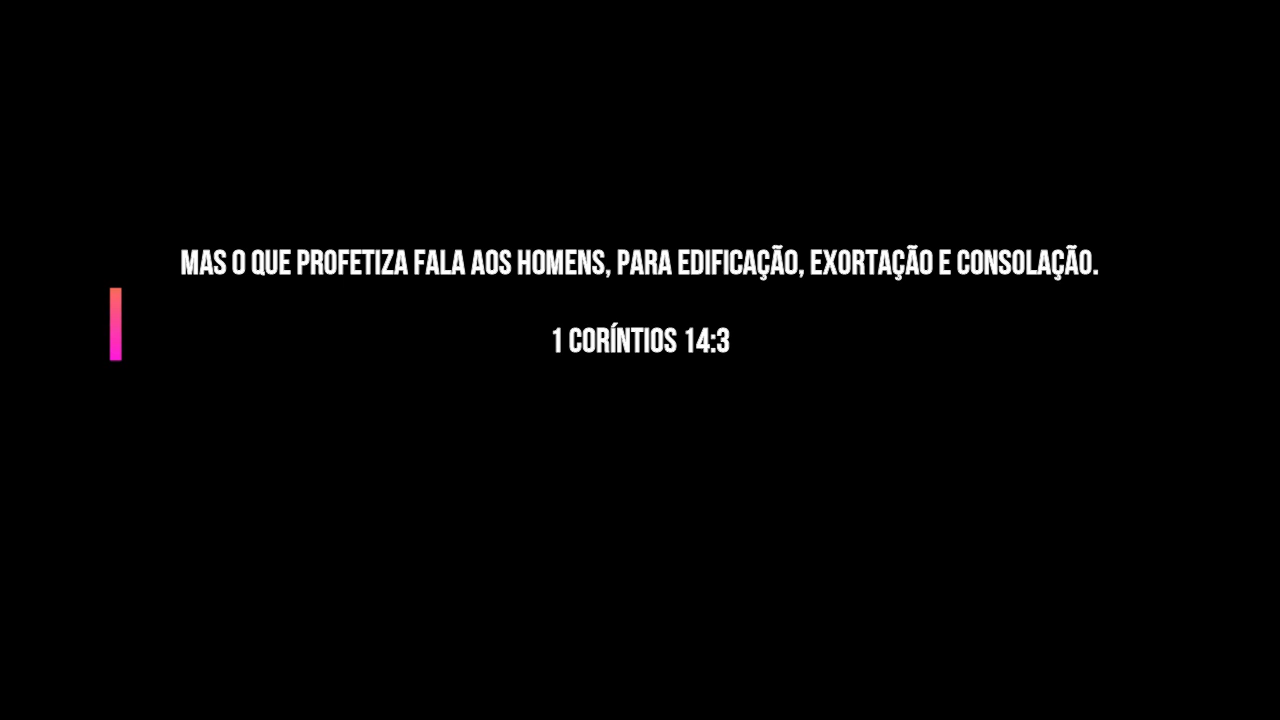 MAS O QUE PROFETIZA FALA AOS HOMENS, PARA EDIFICAÇÃO, EXORTAÇÃO E CONSOLAÇÃO.
1 CORÍNTIOS 14:3